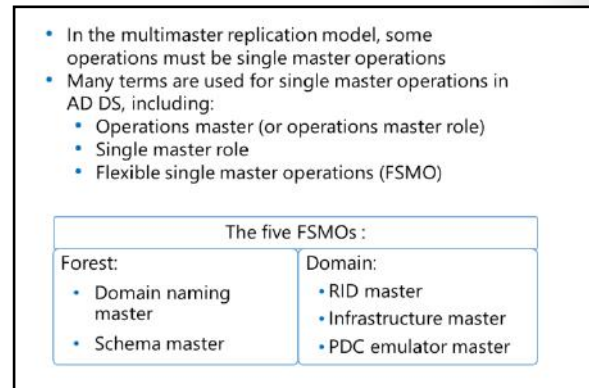 • In the multimaster replication model, some
operations must be single master operations
• Many terms are used for single master operations in
AD DS, including:
• Operations master (or operations master role)
• Single master role
• Flexible single master operations (FSMO)
The five FSMOs :
Forest:
• Domain naming
master
• Schema master
Domain:
• RID master
• Infrastructure master
• PDC emulator master